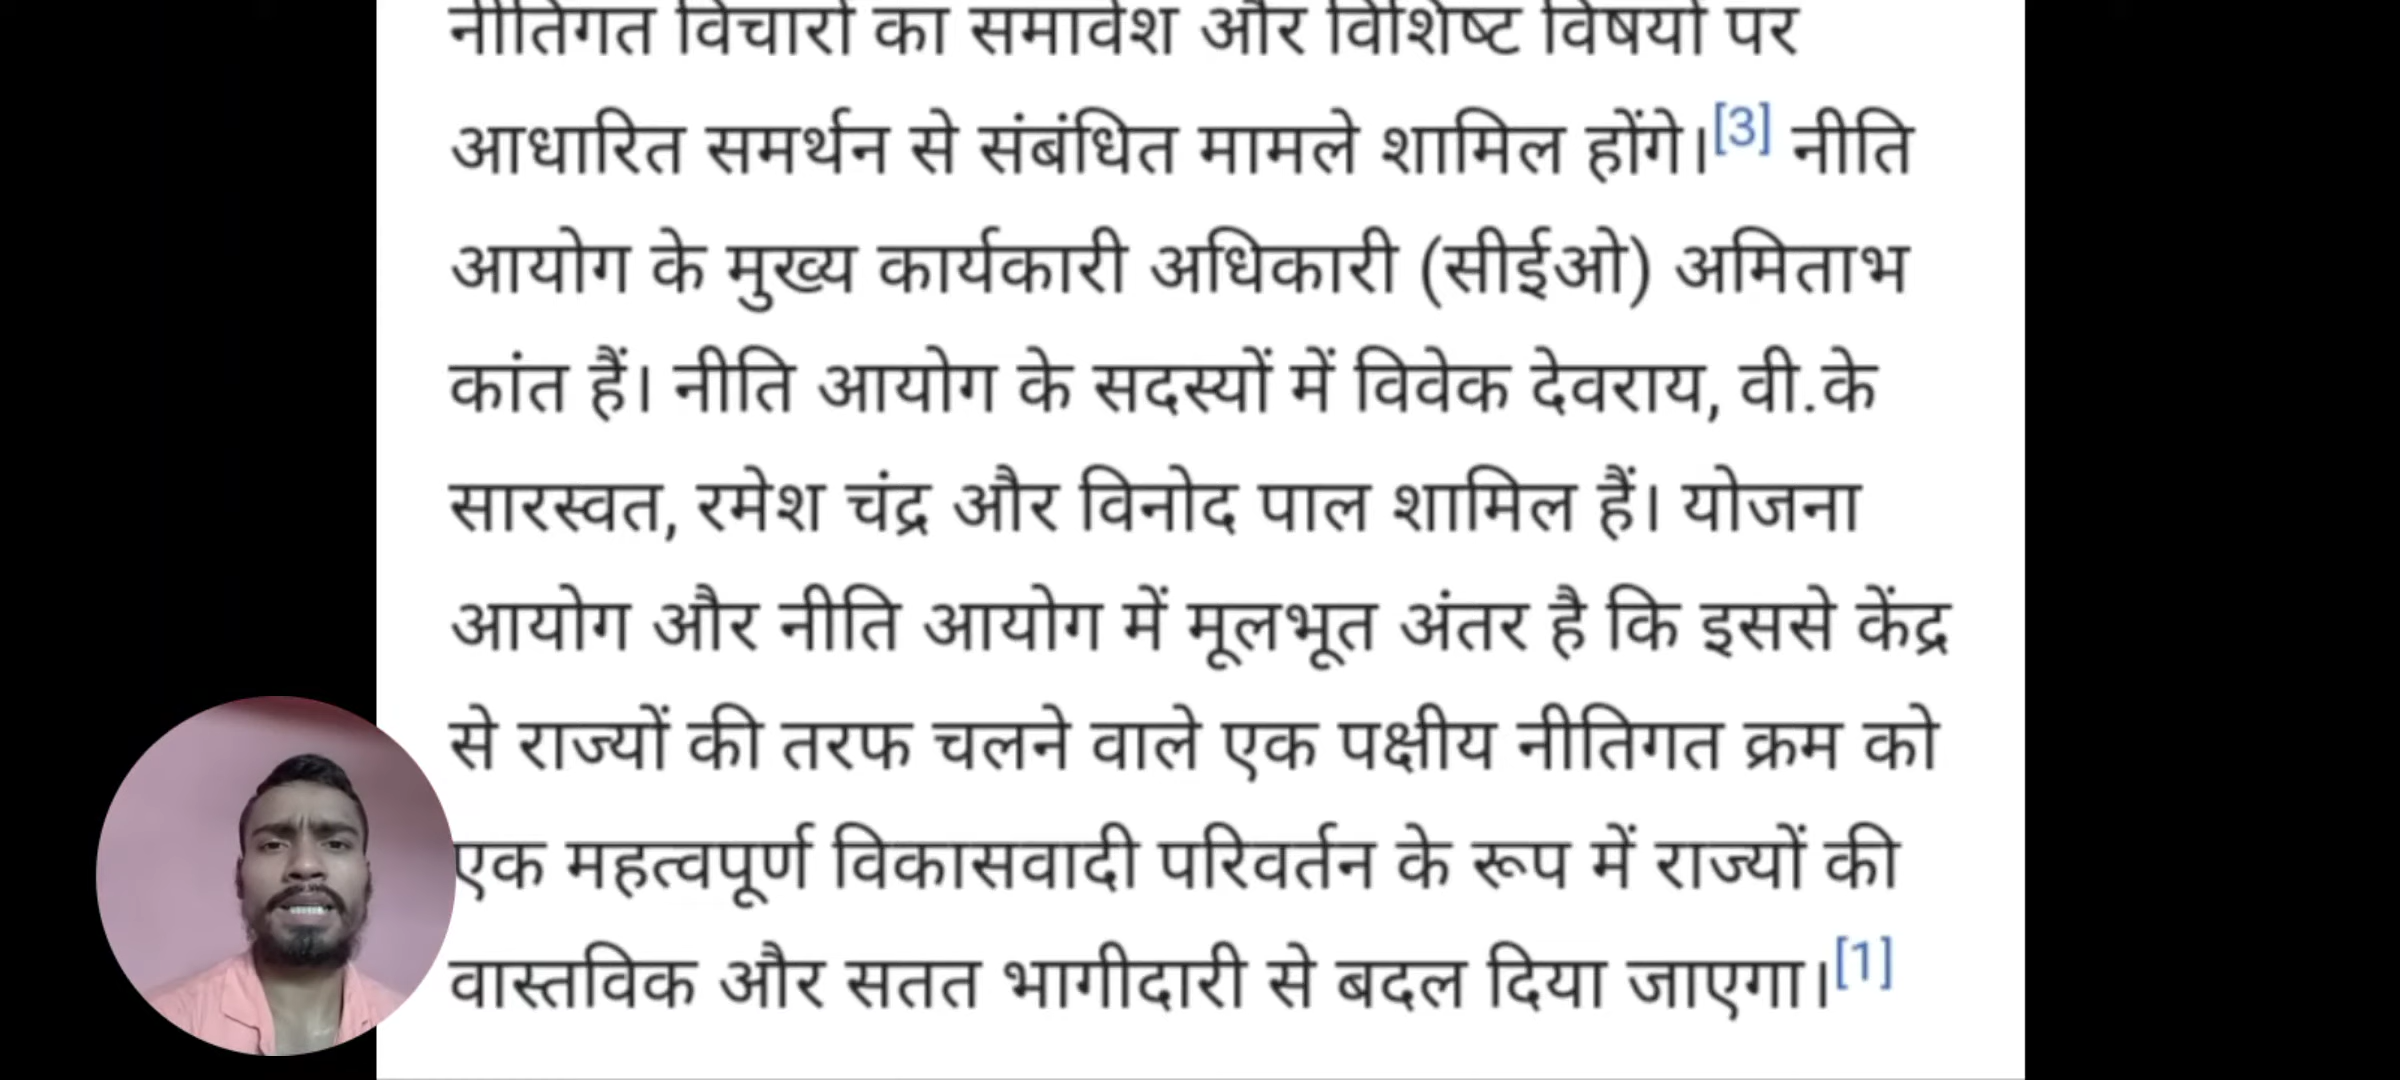 नीतिगत विचारों का समावेश और विशिष्ट विषयों पर
आधारित समर्थन से संबंधित मामले शामिल होंगे।[3] नीति
आयोग के मुख्य कार्यकारी अधिकारी (सीईओ) अमिताभ
कांत हैं। नीति आयोग के सदस्यों में विवेक देवराय, वी.के
सारस्वत, रमेश चंद्र और विनोद पाल शामिल हैं। योजना
आयोग और नीति आयोग में मूलभूत अंतर है कि इससे केंद्र
से राज्यों की तरफ चलने वाले एक पक्षीय नीतिगत क्रम को
एक महत्वपूर्ण विकासवादी परिवर्तन के रूप में राज्यों की
वास्तविक और सतत भागीदारी से बदल दिया जाएगा।[1]